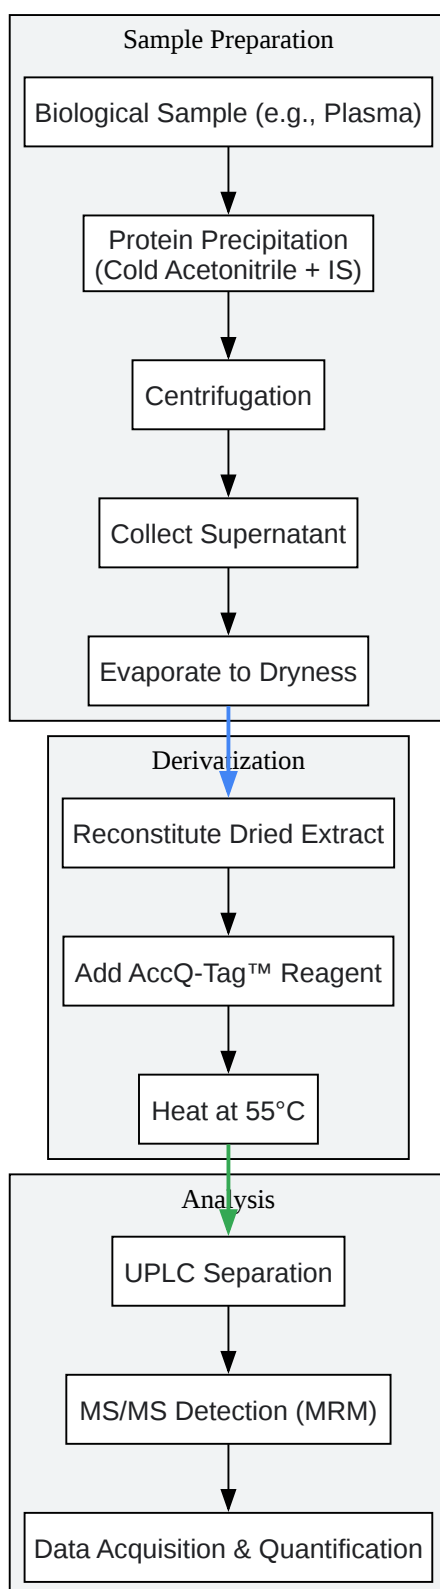 Sample Preparation
Biological Sample (e.g., Plasma)
Protein Precipitation
(Cold Acetonitrile + IS)
Centrifugation
Collect Supernatant
Evaporate to Dryness
Derivatization
Reconstitute Dried Extract
Add AccQ-Tag™ Reagent
Heat at 55°C
Analysis
UPLC Separation
MS/MS Detection (MRM)
Data Acquisition & Quantification